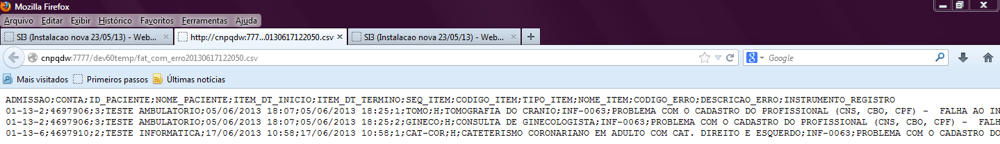 Mozilla Firefox
Arquivo Editar Exibir Histórico Favoritos Ferramentas Ajuda
SI3 (Instalacao nova 23/05/13) - Web... × http://cnpqdw:777...0130617122050.csv × SI3 (Instalacao nova 23/05/13) - Web... × +
cnpqdw:7777/dev60temp/fat_com_erro20130617122050.csv Google
Mais visitados Primeiros passos Últimas notícias
ADMISSAO;CONTA;ID_PACIENTE;NOME_PACIENTE;ITEM_DT_INICIO;ITEM_DT_TERMINO;SEQ_ITEM;CODIGO_ITEM;TIPO_ITEM;NOME_ITEM;CODIGO_ERRO;DESCRICAO_ERRO;INSTRUMENTO_REGISTRO
01-13-2;4697906;3;TESTE AMBULATORIO;05/06/2013 18:07;05/06/2013 18:25;1;TOMO;H;TOMOGRAFIA DO CRANIO;INF-0063;PROBLEMA COM O CADASTRO DO PROFISSIONAL (CNS, CBO, CPF) - FALHA AO IN
01-13-2;4697906;3;TESTE AMBULATORIO;05/06/2013 18:07;05/06/2013 18:25;2;GINECO;H;CONSULTA DE GINECOLOGISTA;INF-0063;PROBLEMA COM O CADASTRO DO PROFISSIONAL (CNS, CBO, CPF) - FALH
01-13-6;4697910;2;TESTE INFORMATICA;17/06/2013 10:58;17/06/2013 10:58;1;CAT-COR;H;CATETERISMO CORONARIANO EM ADULTO COM CAT. DIREITO E ESQUERDO;INF-0063;PROBLEMA COM O CADASTRO DO